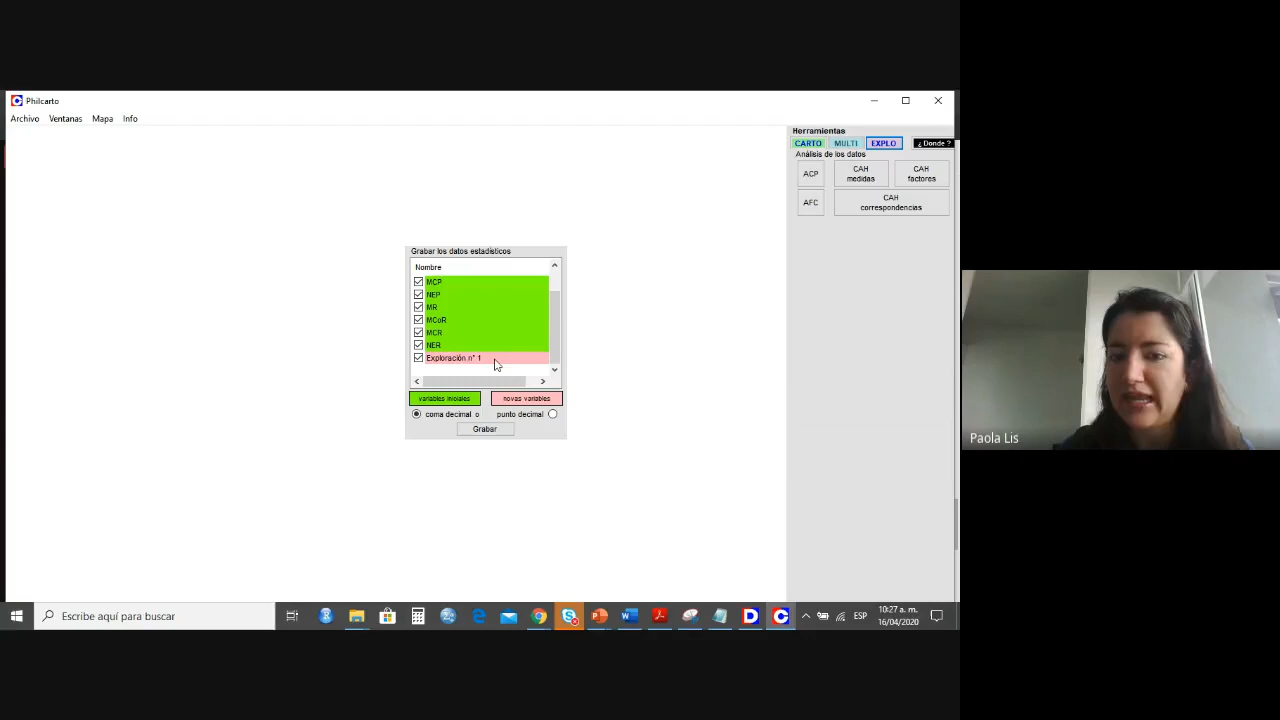 Philcarto
Archivo Ventanas Mapa Info
Herramientas
CARTO MULTI EXPLO ¿ Donde ?
Análisis de los datos
ACP
CAH
medidas
CAH
factores
AFC
CAH
correspondencias
Grabar los datos estadísticos
Nombre
MCP
NEP
MR
MCoR
MCR
NER
Exploración n° 1
variables iniciales
novas variables
coma decimal o punto decimal
Grabar
Paola Lis
Escribe aquí para buscar
ESP
10:27 a. m.
16/04/2020